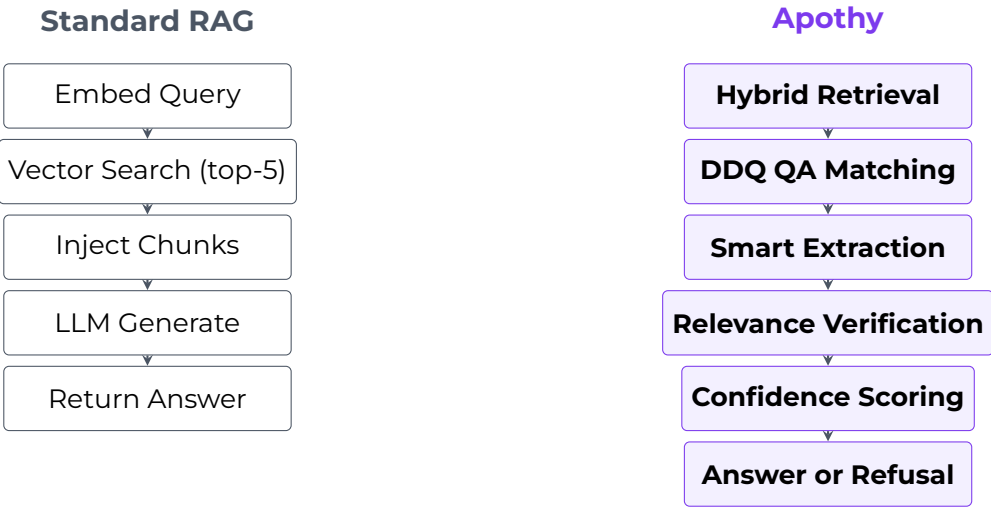 Standard RAG
Embed Query
Vector Search (top-5)
Inject Chunks
LLM Generate
Return Answer
Apothy
Hybrid Retrieval
DDQ QA Matching
Smart Extraction
Relevance Verification
Confidence Scoring
Answer or Refusal